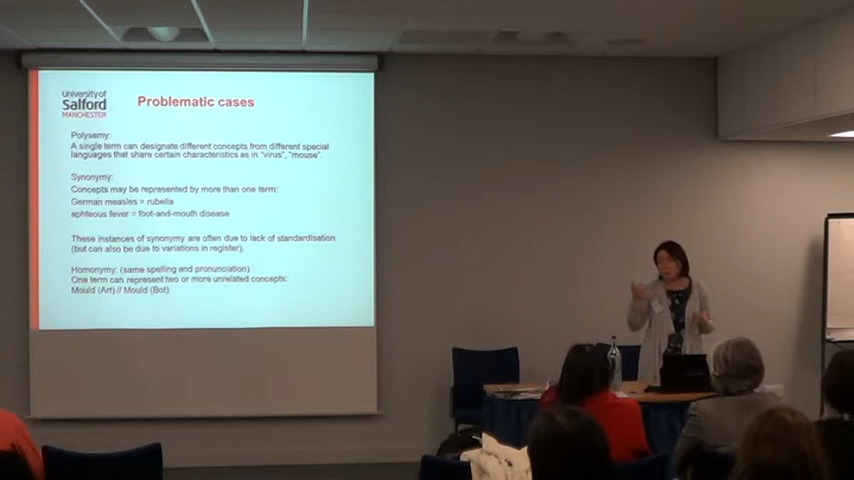 University of
Salford
MANCHESTER
Problematic cases
Polysemy:
A single term can designate different concepts from different special
languages that share certain characteristics as in "virus", "mouse".
Synonymy:
Concepts may be represented by more than one term:
German measles = rubella
aphteous fever = foot-and-mouth disease
These instances of synonymy are often due to lack of standardisation
(but can also be due to variations in register).
Homonymy: (same spelling and pronunciation)
One term can represent two or more unrelated concepts:
Mould (Art) // Mould (Bot)